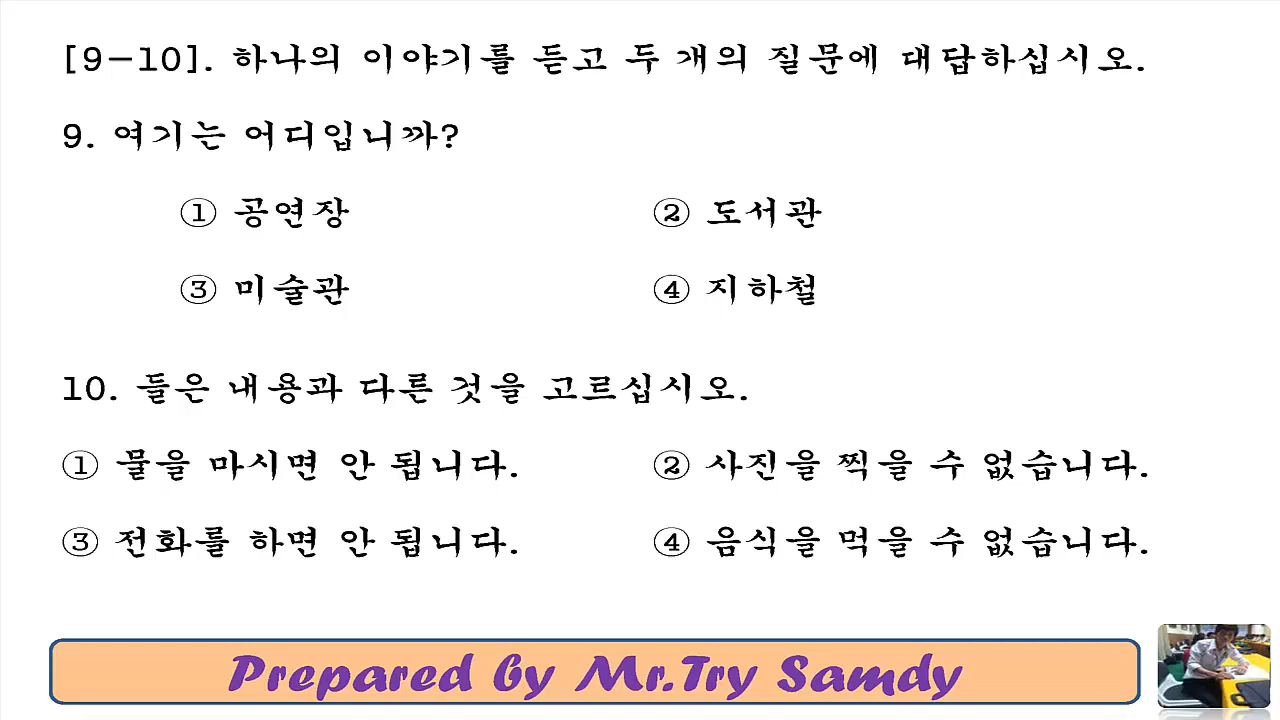 [9-10]. 하나의 이야기를 듣고 두 개의 질문에 대답하십시오.
9. 여기는 어디입니까?
① 공연장 ② 도서관
③ 미술관 ④ 지하철
10. 들은 내용과 다른 것을 고르십시오.
① 물을 마시면 안 됩니다. ② 사진을 찍을 수 없습니다.
③ 전화를 하면 안 됩니다. ④ 음식을 먹을 수 없습니다.
Prepared by Mr.Try Samdy